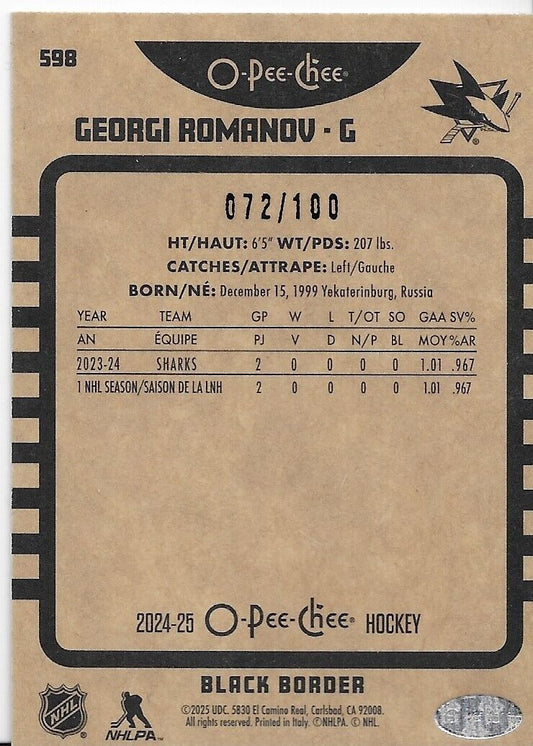 598
O-Pee-Chee®
GEORGI ROMANOV • G
072/100
HT/HAUT: 6'5" WT/PDS: 207 lbs.
CATCHES/ATTRAPE: Left/Gauche
BORN/NÉ: December 15, 1999 Yekaterinburg, Russia
YEAR TEAM GP W L T/OT SO GAA SV%
AN ÉQUIPE PJ V D N/P BL MOY %AR
2023-24 SHARKS 2 0 0 0 0 1.01 .967
1 NHL SEASON/SAISON DE LA LNH 2 0 0 0 0 1.01 .967
2024-25 O-Pee-Chee® HOCKEY
BLACK BORDER
NHL
NHLPA™
©2025 UDC. 5830 El Camino Real, Carlsbad, CA 92008.
All rights reserved. Printed in Italy. ©NHLPA. © NHL.